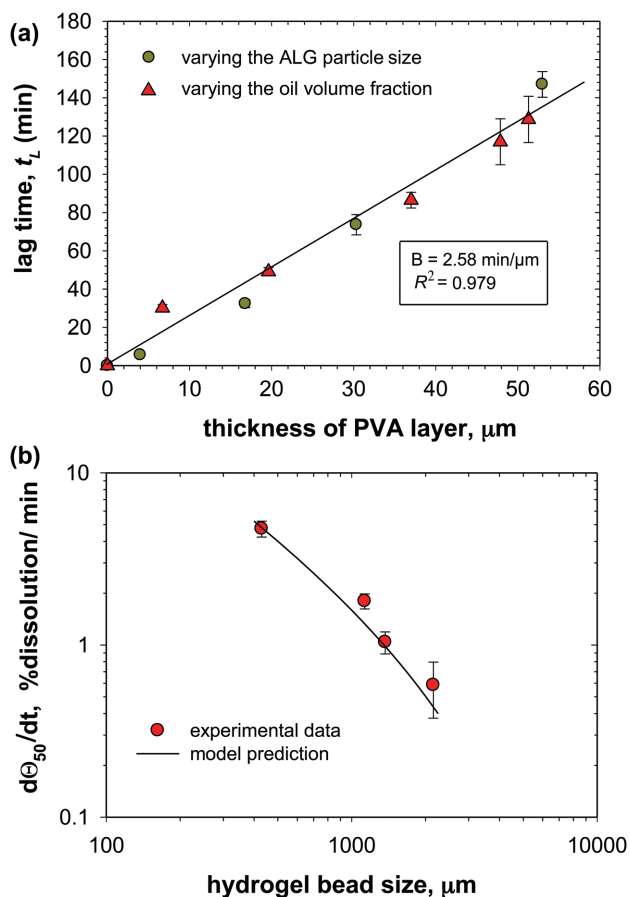 (a)
180
160
140
120
100
80
60
40
20
0
lag time, t_L (min)
varying the ALG particle size
varying the oil volume fraction
B = 2.58 min/μm
R² = 0.979
0 10 20 30 40 50 60
thickness of PVA layer, μm
(b)
10
1
0.1
dΘ₅₀/dt, %dissolution/ min
experimental data
model prediction
100 1000 10000
hydrogel bead size, μm